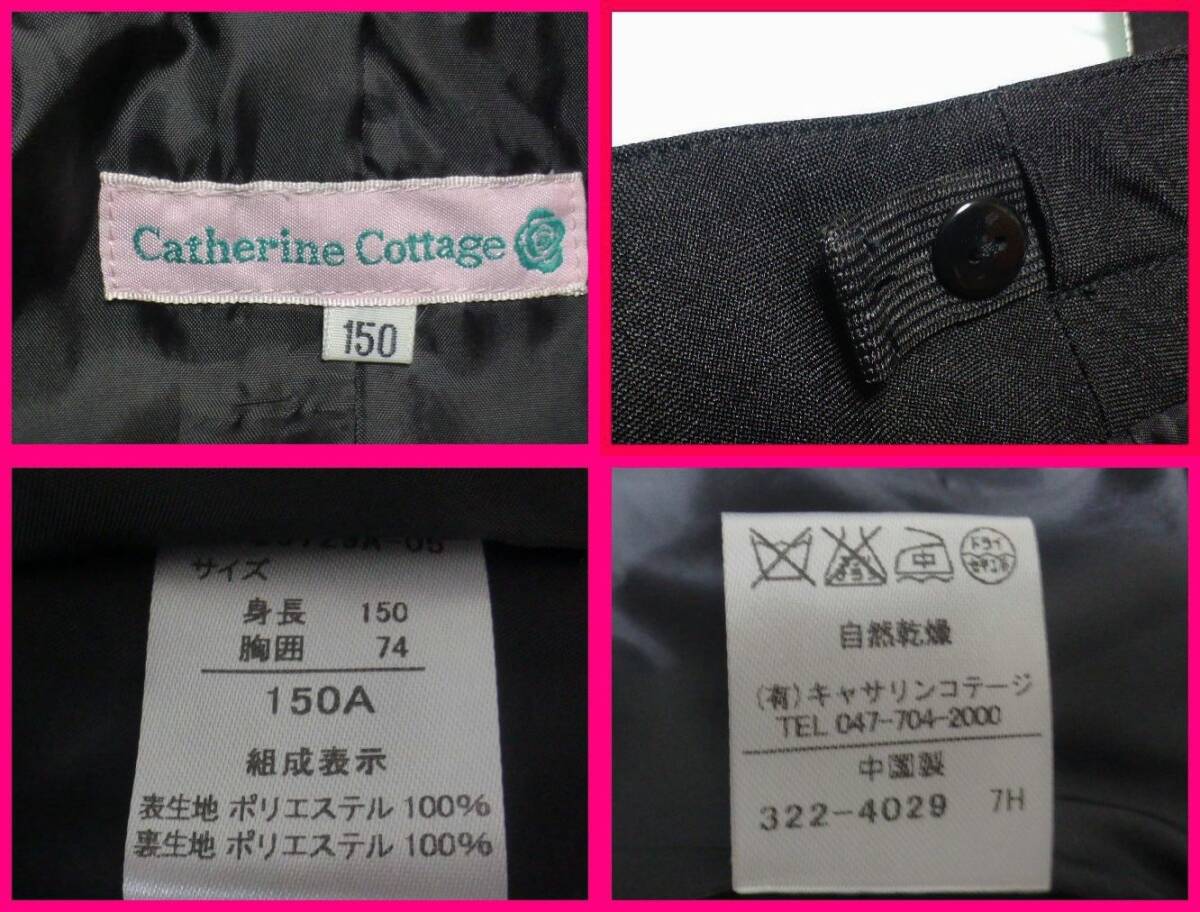 Catherine Cottage
150
サイズ
身長 150
胸囲 74
150A
組成表示
表生地 ポリエステル 100%
裏生地 ポリエステル 100%
中
ドライ
自然乾燥
(有)キャサリンコテージ
TEL 047-704-2000
中国製
322-4029 7H